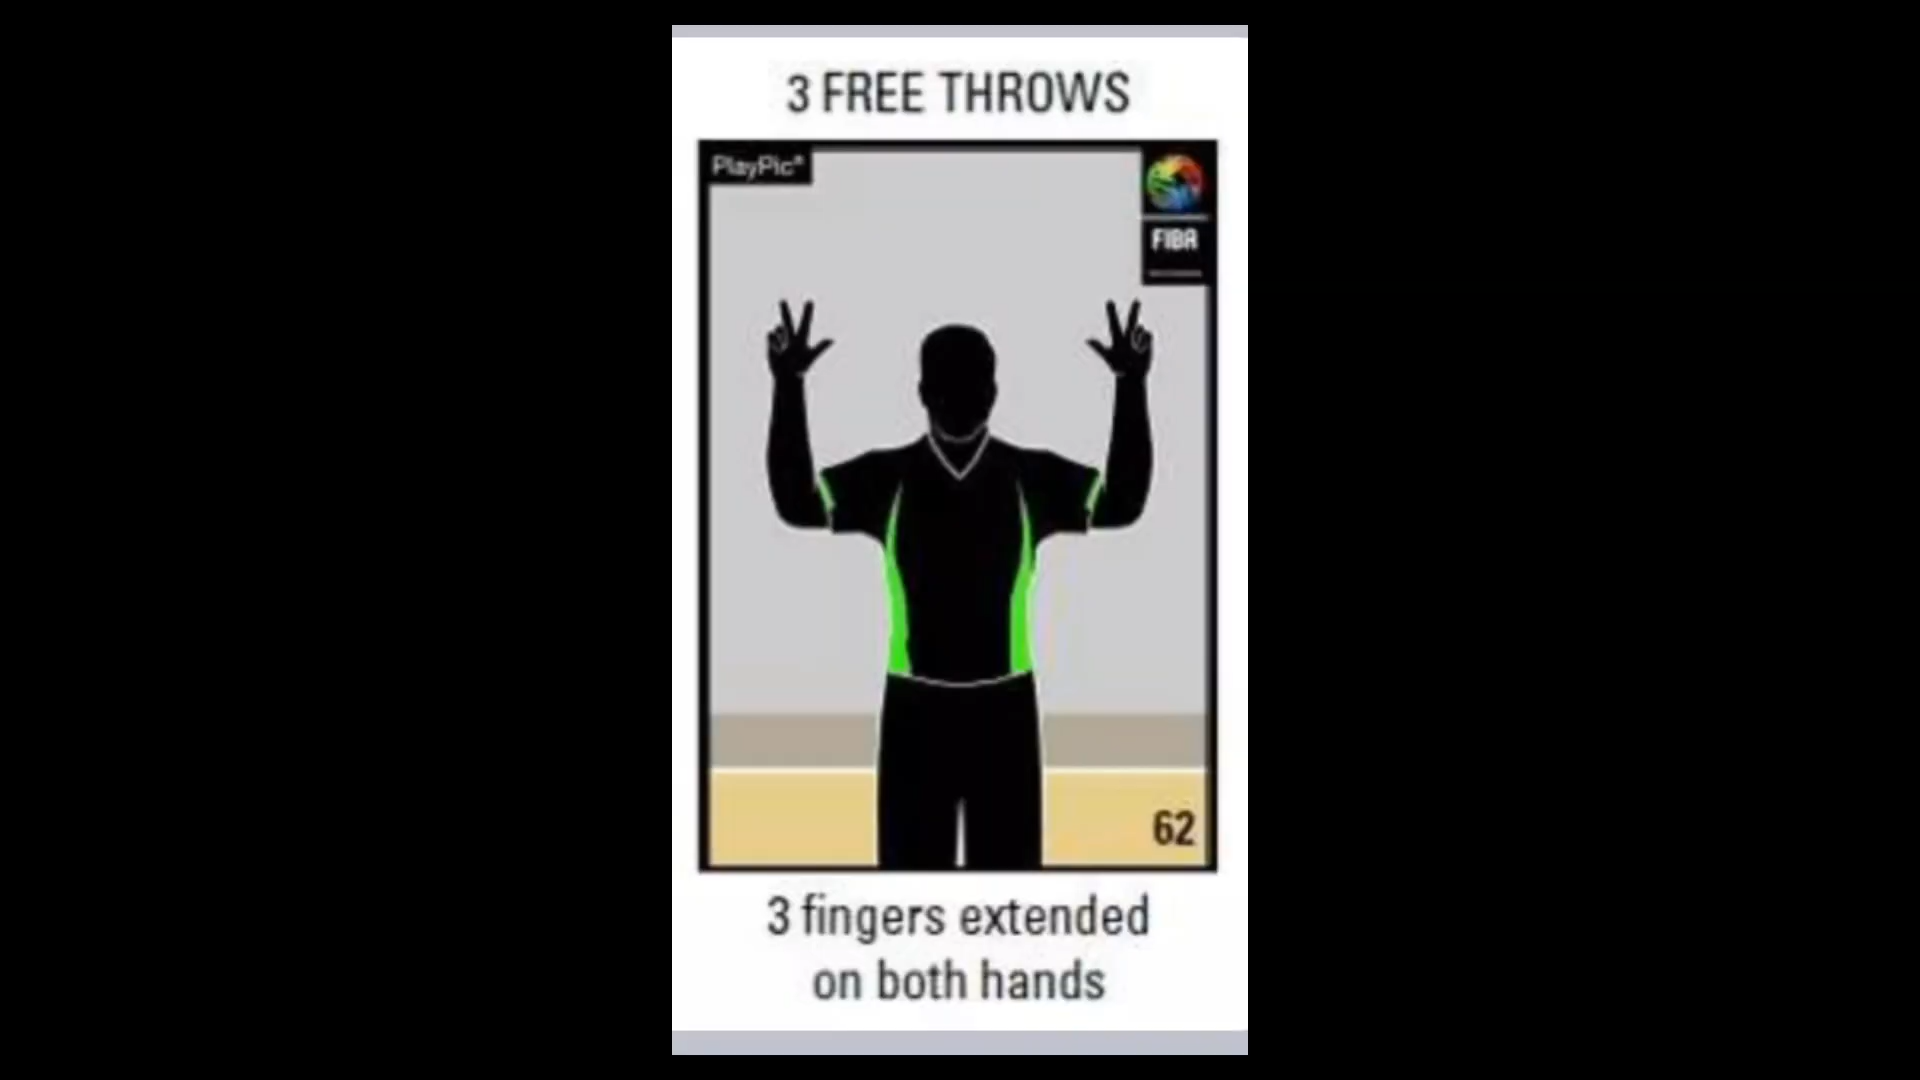 3 FREE THROWS
PlayPic®
FIBA
62
3 fingers extended
on both hands